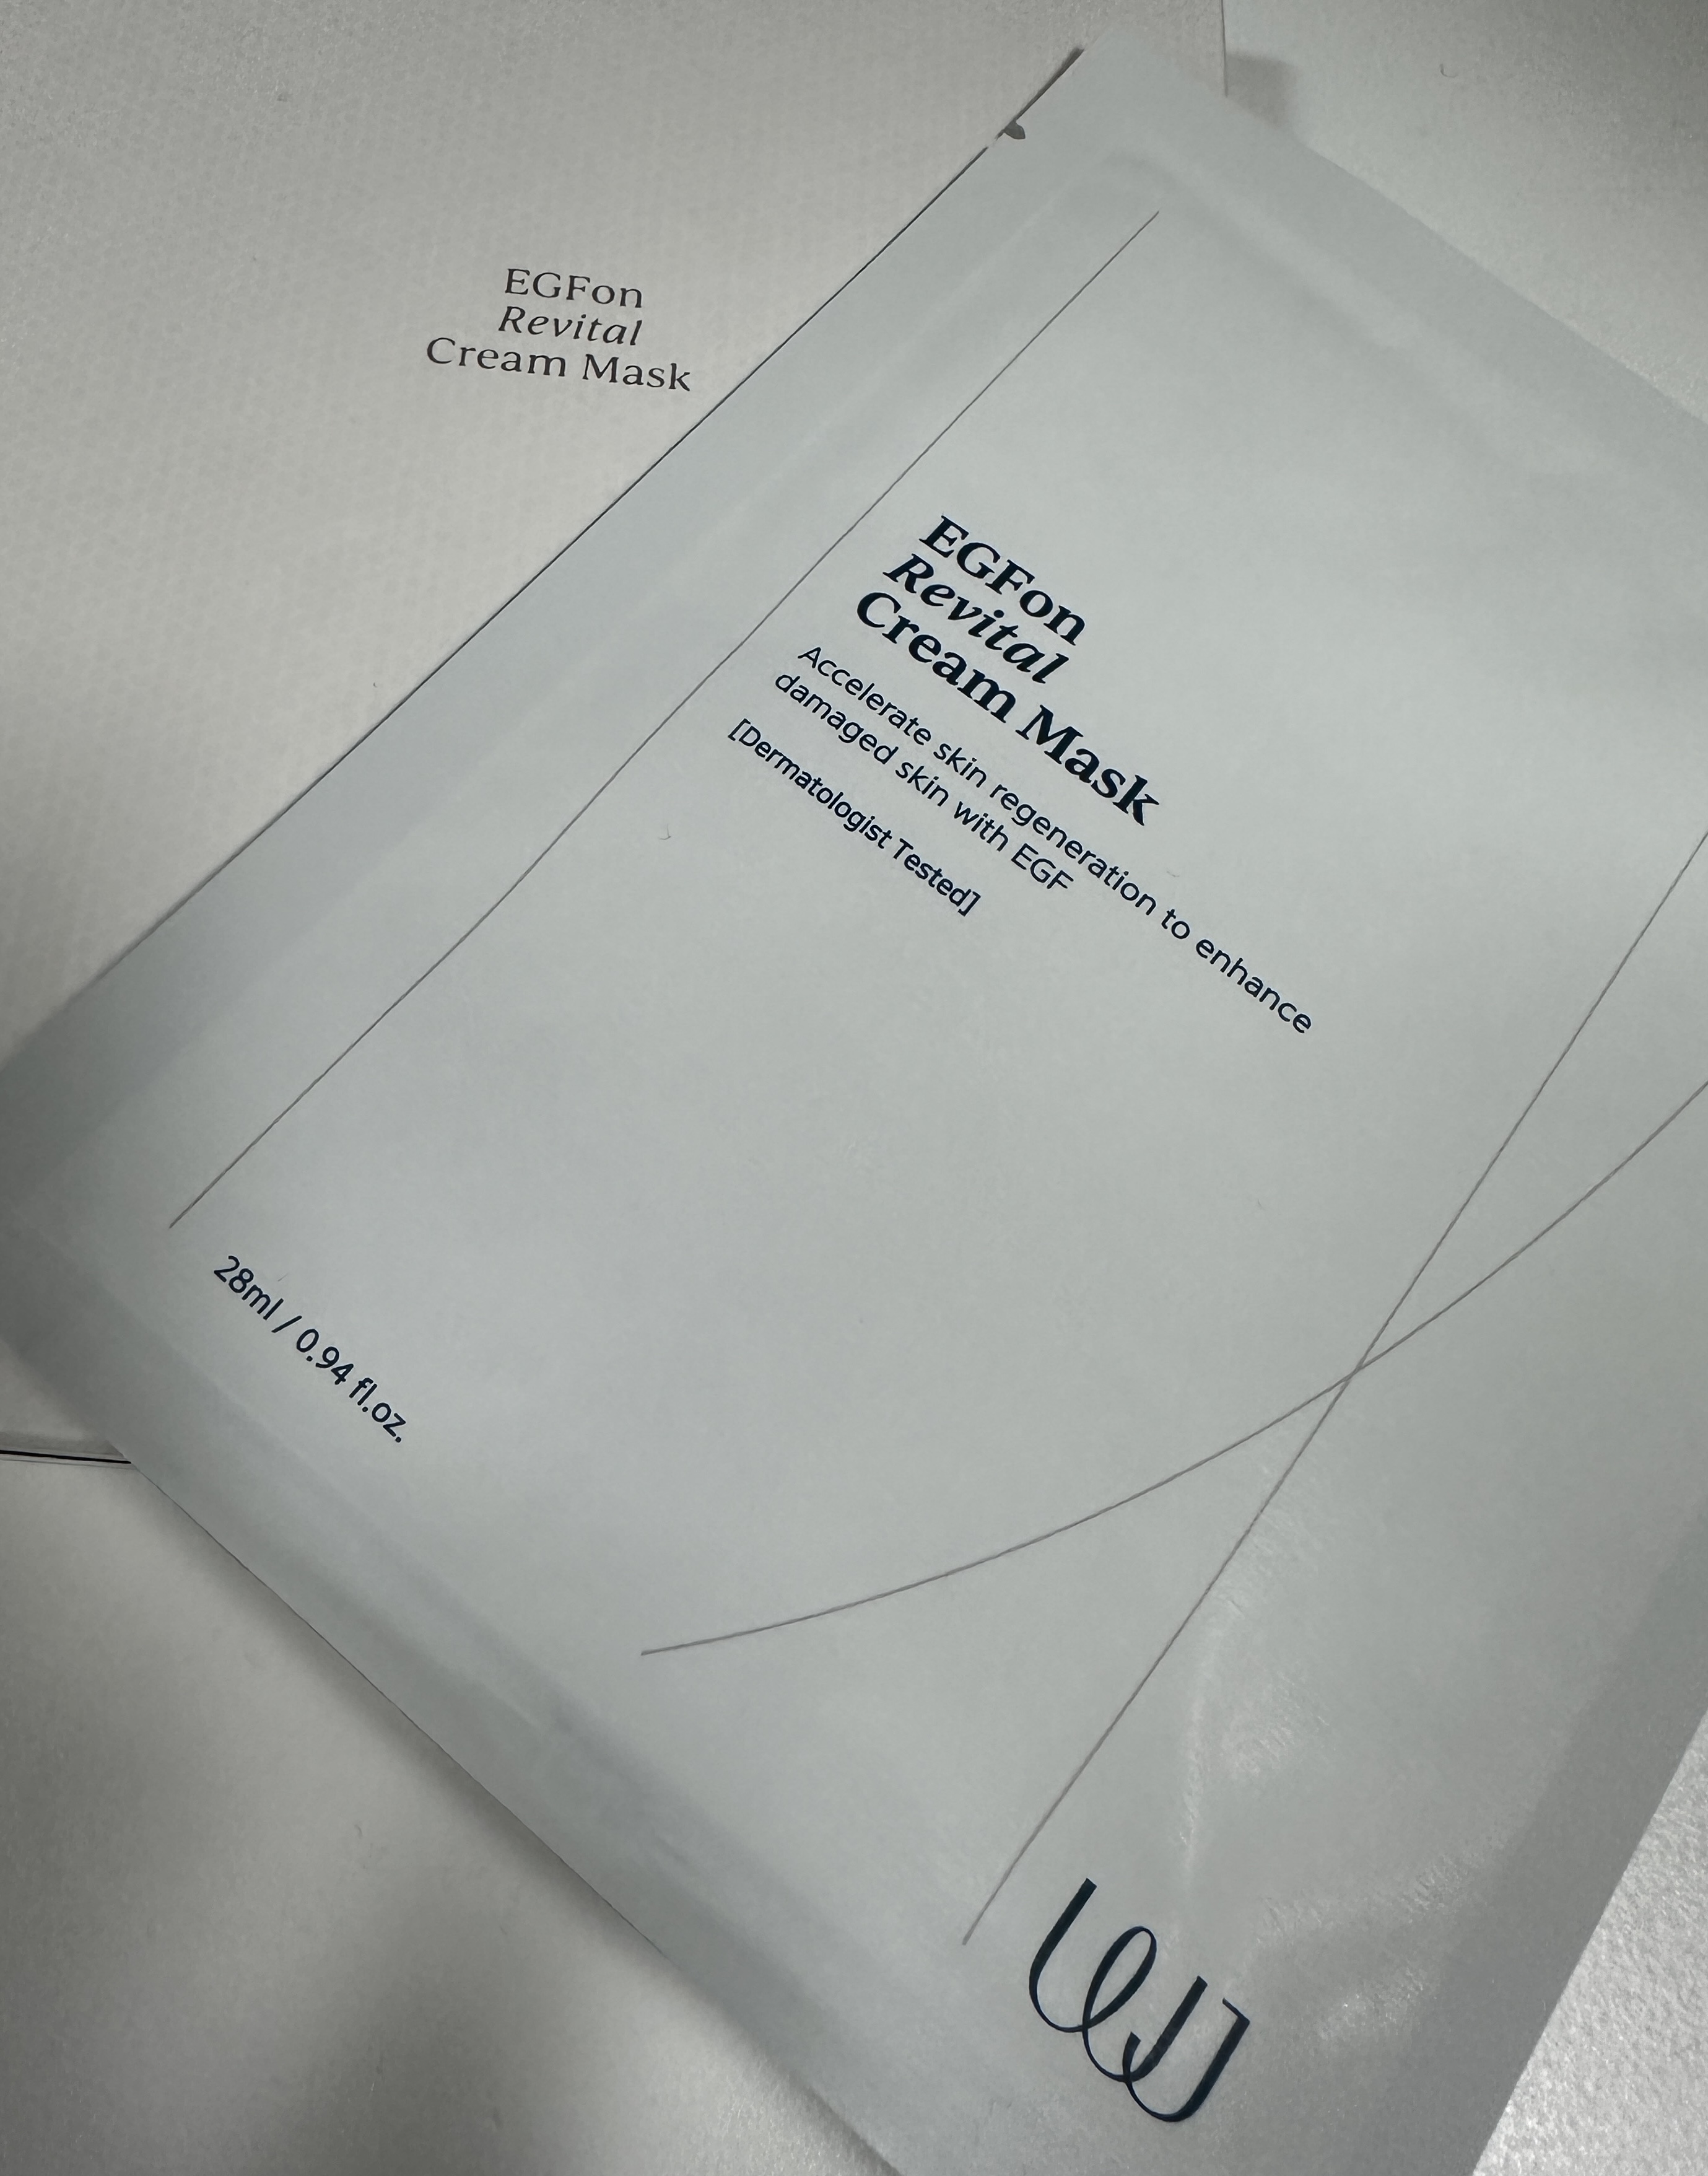 EGFon
Revital
Cream Mask
EGFon
Revital
Cream Mask
Accelerate skin regeneration to enhance
damaged skin with EGF
[Dermatologist Tested]
28ml / 0.94 fl.oz.